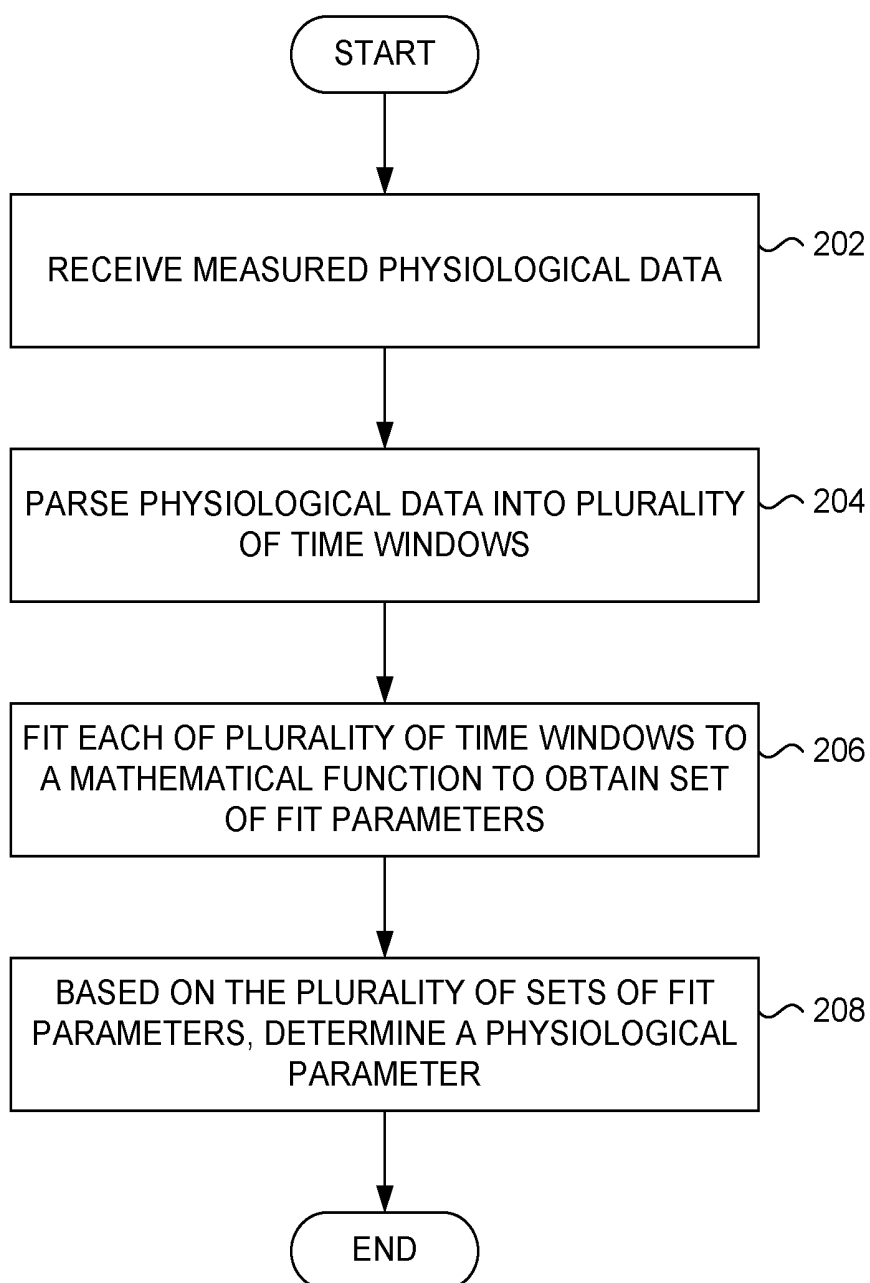 START
RECEIVE MEASURED PHYSIOLOGICAL DATA
202
PARSE PHYSIOLOGICAL DATA INTO PLURALITY
OF TIME WINDOWS
204
FIT EACH OF PLURALITY OF TIME WINDOWS TO
A MATHEMATICAL FUNCTION TO OBTAIN SET
OF FIT PARAMETERS
206
BASED ON THE PLURALITY OF SETS OF FIT
PARAMETERS, DETERMINE A PHYSIOLOGICAL
PARAMETER
208
END